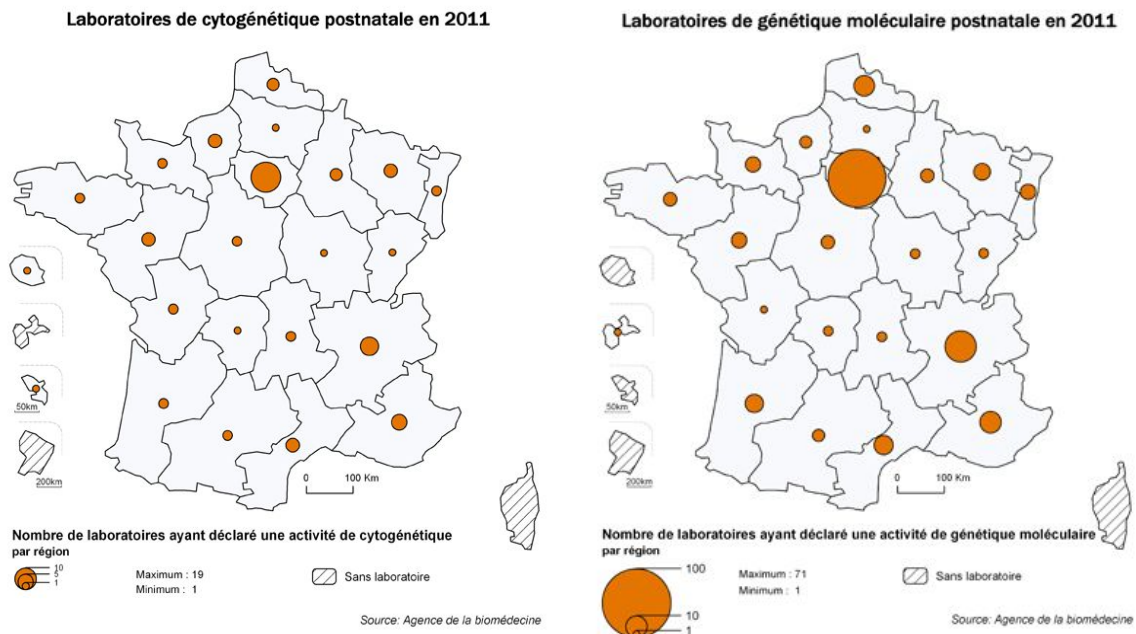 Laboratoires de cytogénétique postnatale en 2011
50km
200km
0 100 Km
Nombre de laboratoires ayant déclaré une activité de cytogénétique
par région
10
5
1
Maximum : 19
Minimum : 1
Sans laboratoire
Source: Agence de la biomédecine
Laboratoires de génétique moléculaire postnatale en 2011
50km
200km
0 100 Km
Nombre de laboratoires ayant déclaré une activité de génétique moléculaire
par région
100
10
1
Maximum : 71
Minimum : 1
Sans laboratoire
Source: Agence de la biomédecine